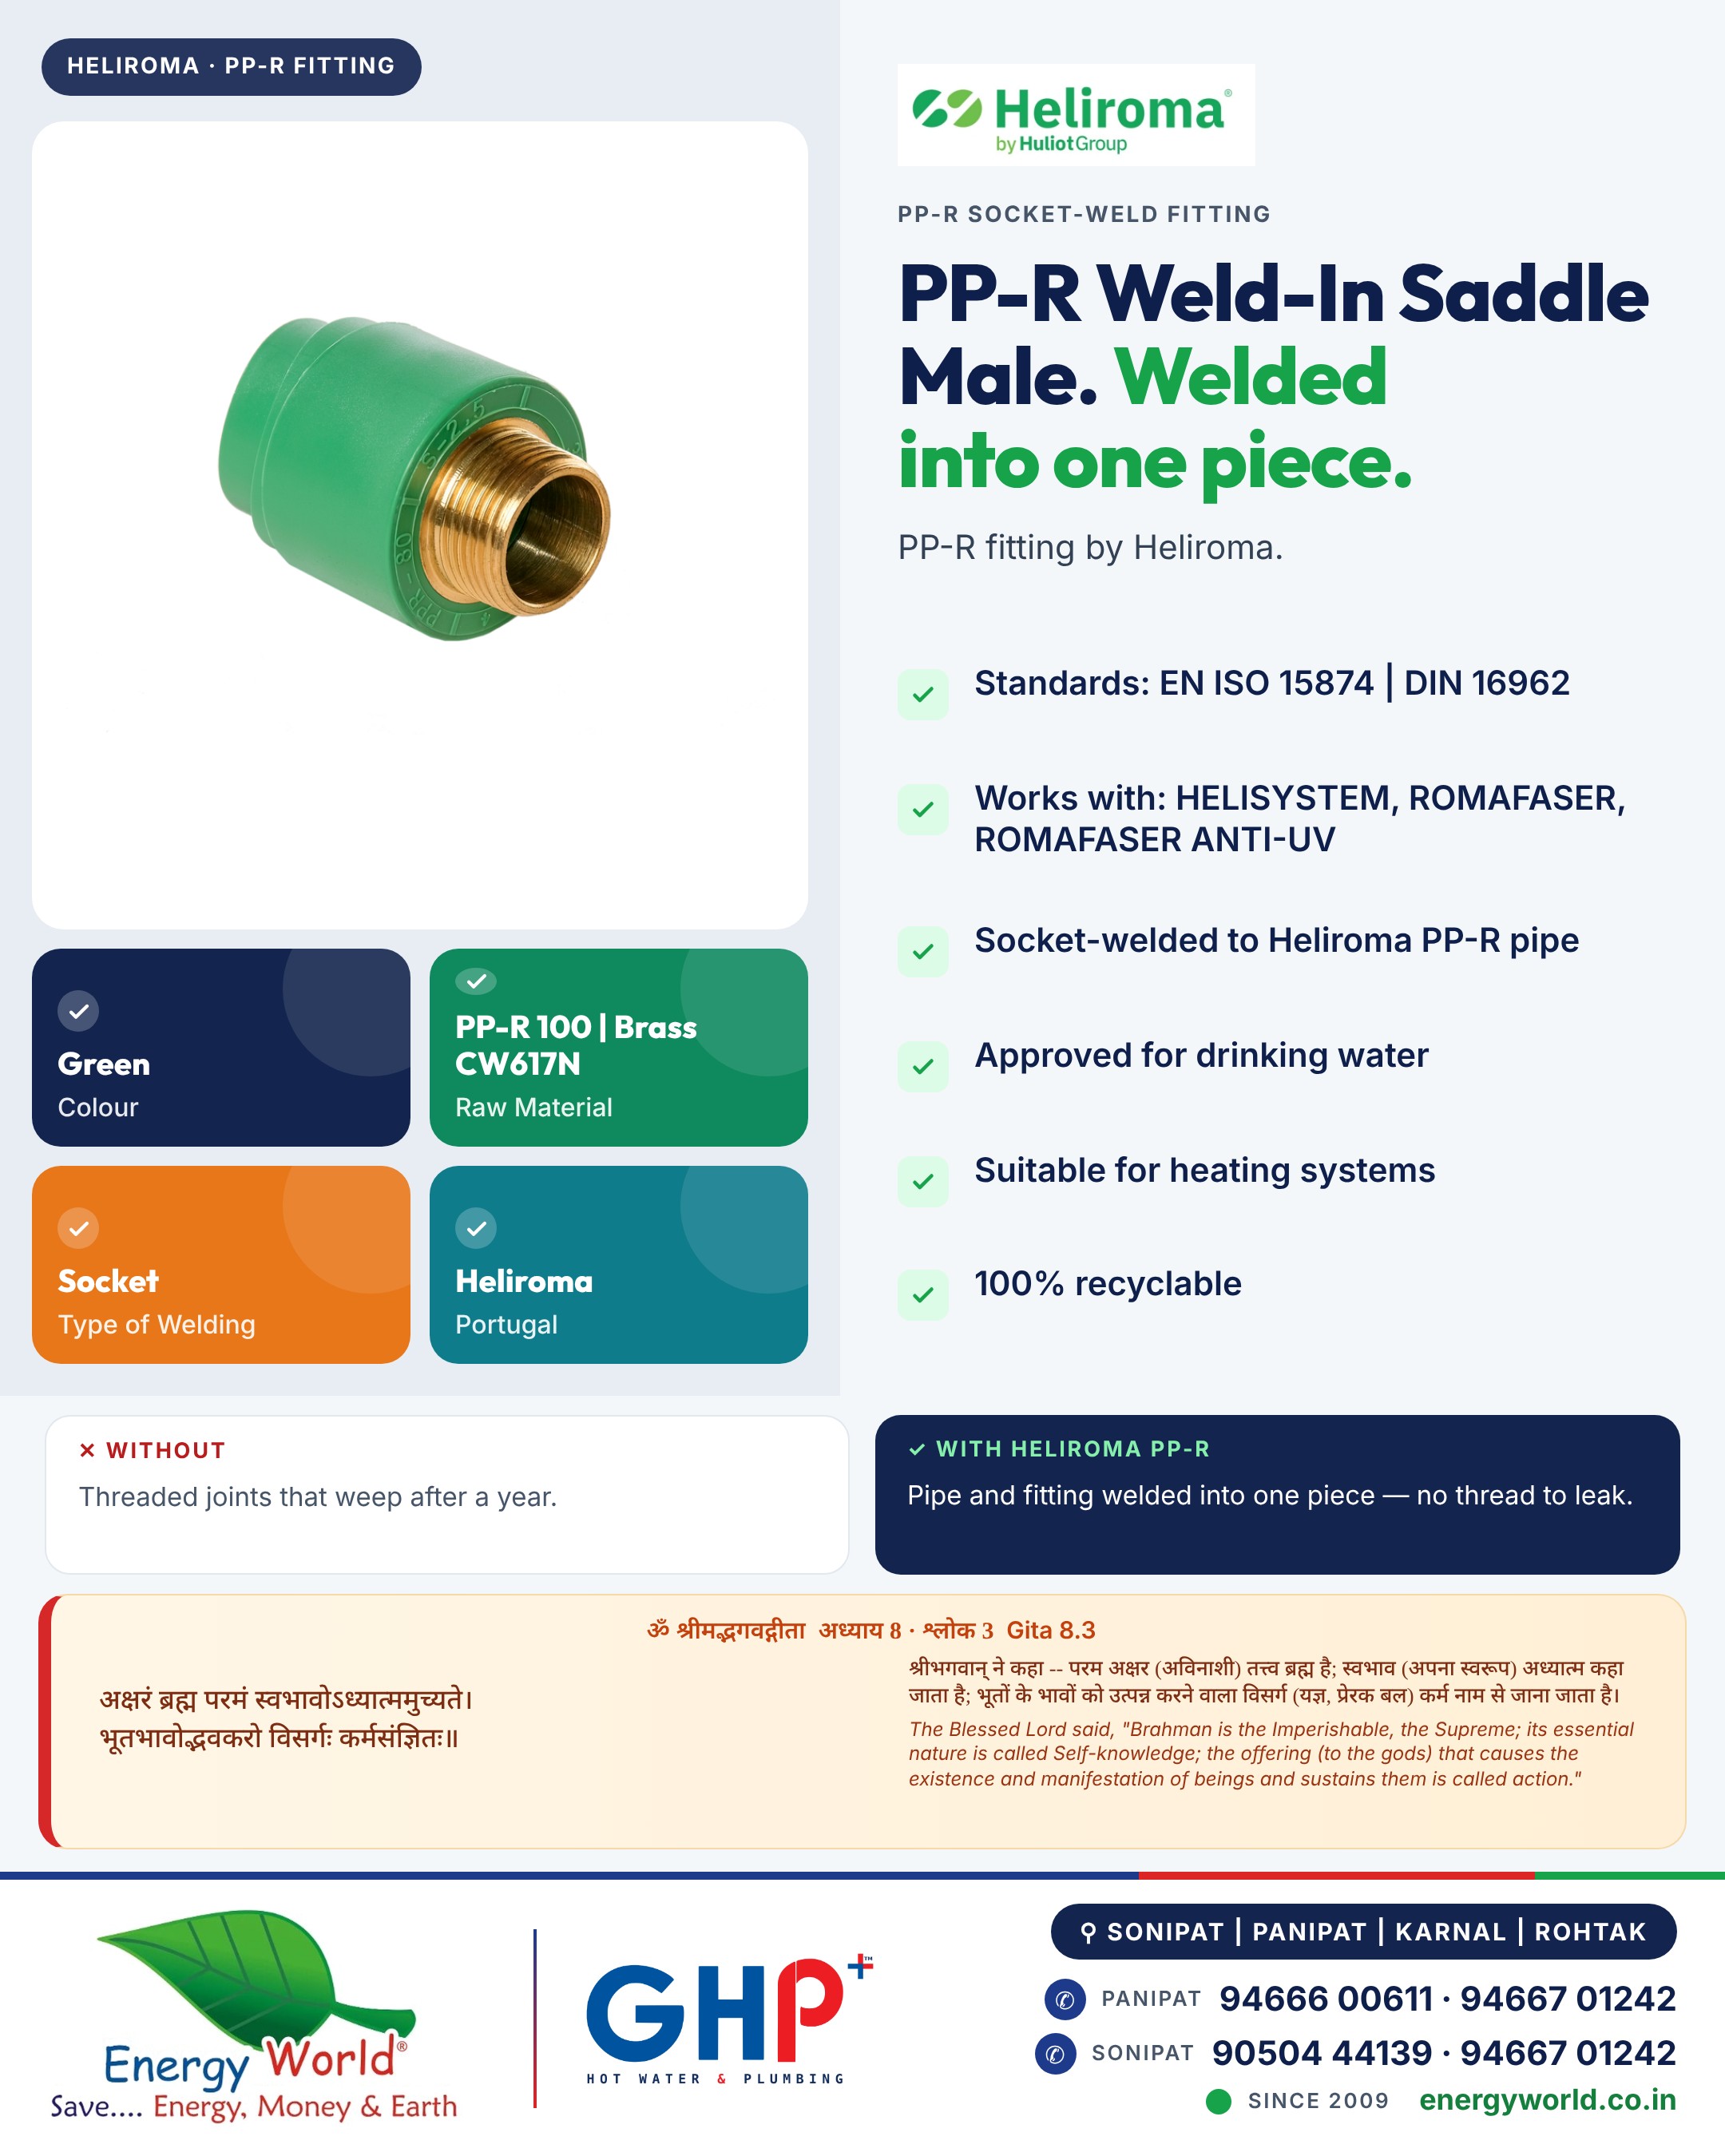 HELIROMA · PP-R FITTING
Heliroma®
by HuliotGroup
PP-R SOCKET-WELD FITTING
PP-R Weld-In Saddle
Male. Welded
into one piece.
PP-R fitting by Heliroma.
S-2,5
PPR - 80
Standards: EN ISO 15874 | DIN 16962
Works with: HELISYSTEM, ROMAFASER,
ROMAFASER ANTI-UV
Socket-welded to Heliroma PP-R pipe
Approved for drinking water
Suitable for heating systems
100% recyclable
Green
Colour
PP-R 100 | Brass
CW617N
Raw Material
Socket
Type of Welding
Heliroma
Portugal
✕ WITHOUT
Threaded joints that weep after a year.
✓ WITH HELIROMA PP-R
Pipe and fitting welded into one piece — no thread to leak.
ॐ श्रीमद्भगवद्गीता अध्याय 8 · श्लोक 3 Gita 8.3
अक्षरं ब्रह्म परमं स्वभावोऽध्यात्ममुच्यते।
भूतभावोद्भवकरो विसर्गः कर्मसंज्ञितः॥
श्रीभगवान् ने कहा -- परम अक्षर (अविनाशी) तत्त्व ब्रह्म है; स्वभाव (अपना स्वरूप) अध्यात्म कहा
जाता है; भूतों के भावों को उत्पन्न करने वाला विसर्ग (यज्ञ, प्रेरक बल) कर्म नाम से जाना जाता है।
The Blessed Lord said, "Brahman is the Imperishable, the Supreme; its essential
nature is called Self-knowledge; the offering (to the gods) that causes the
existence and manifestation of beings and sustains them is called action."
Energy World®
Save.... Energy, Money & Earth
GHP+™
HOT WATER & PLUMBING
SONIPAT | PANIPAT | KARNAL | ROHTAK
PANIPAT 94666 00611 · 94667 01242
SONIPAT 90504 44139 · 94667 01242
SINCE 2009 energyworld.co.in